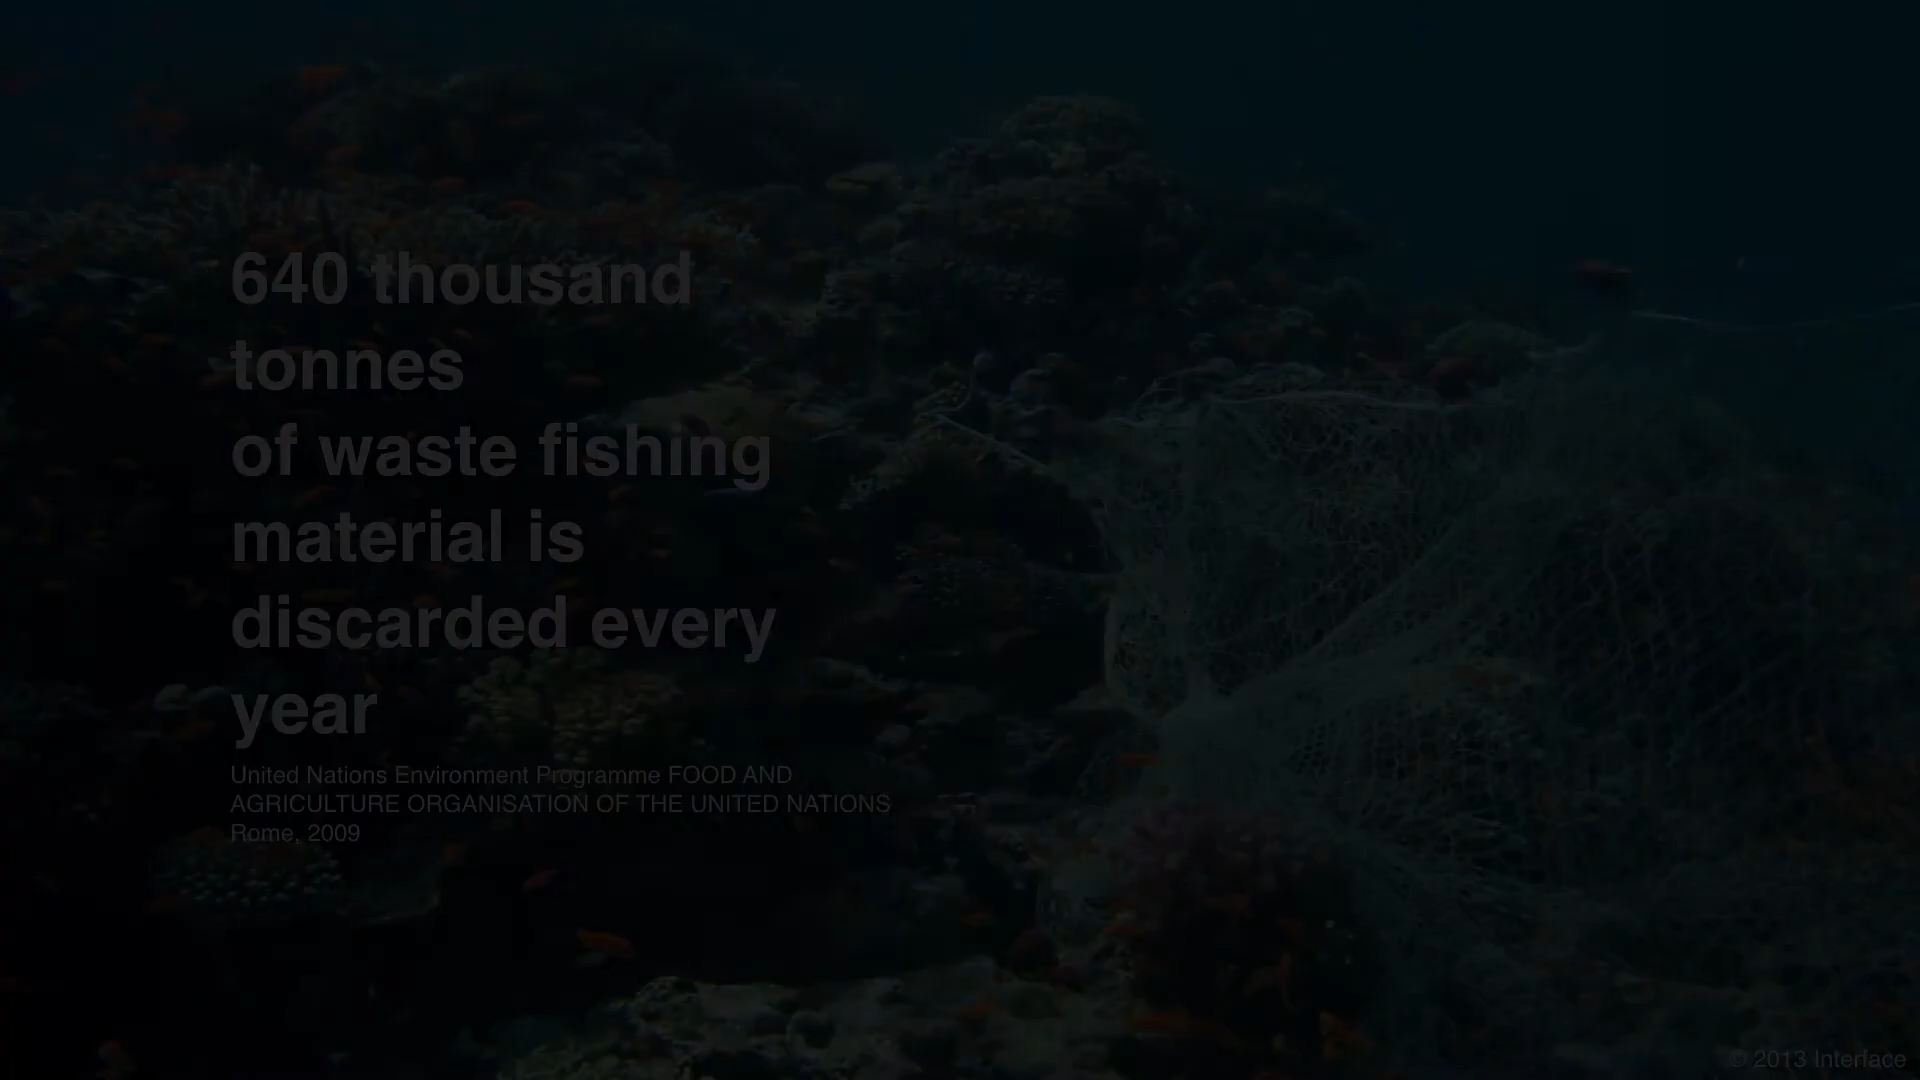 640 thousand
tonnes
of waste fishing
material is
discarded every
year
United Nations Environment Programme FOOD AND
AGRICULTURE ORGANISATION OF THE UNITED NATIONS
Rome, 2009
© 2013 Interface